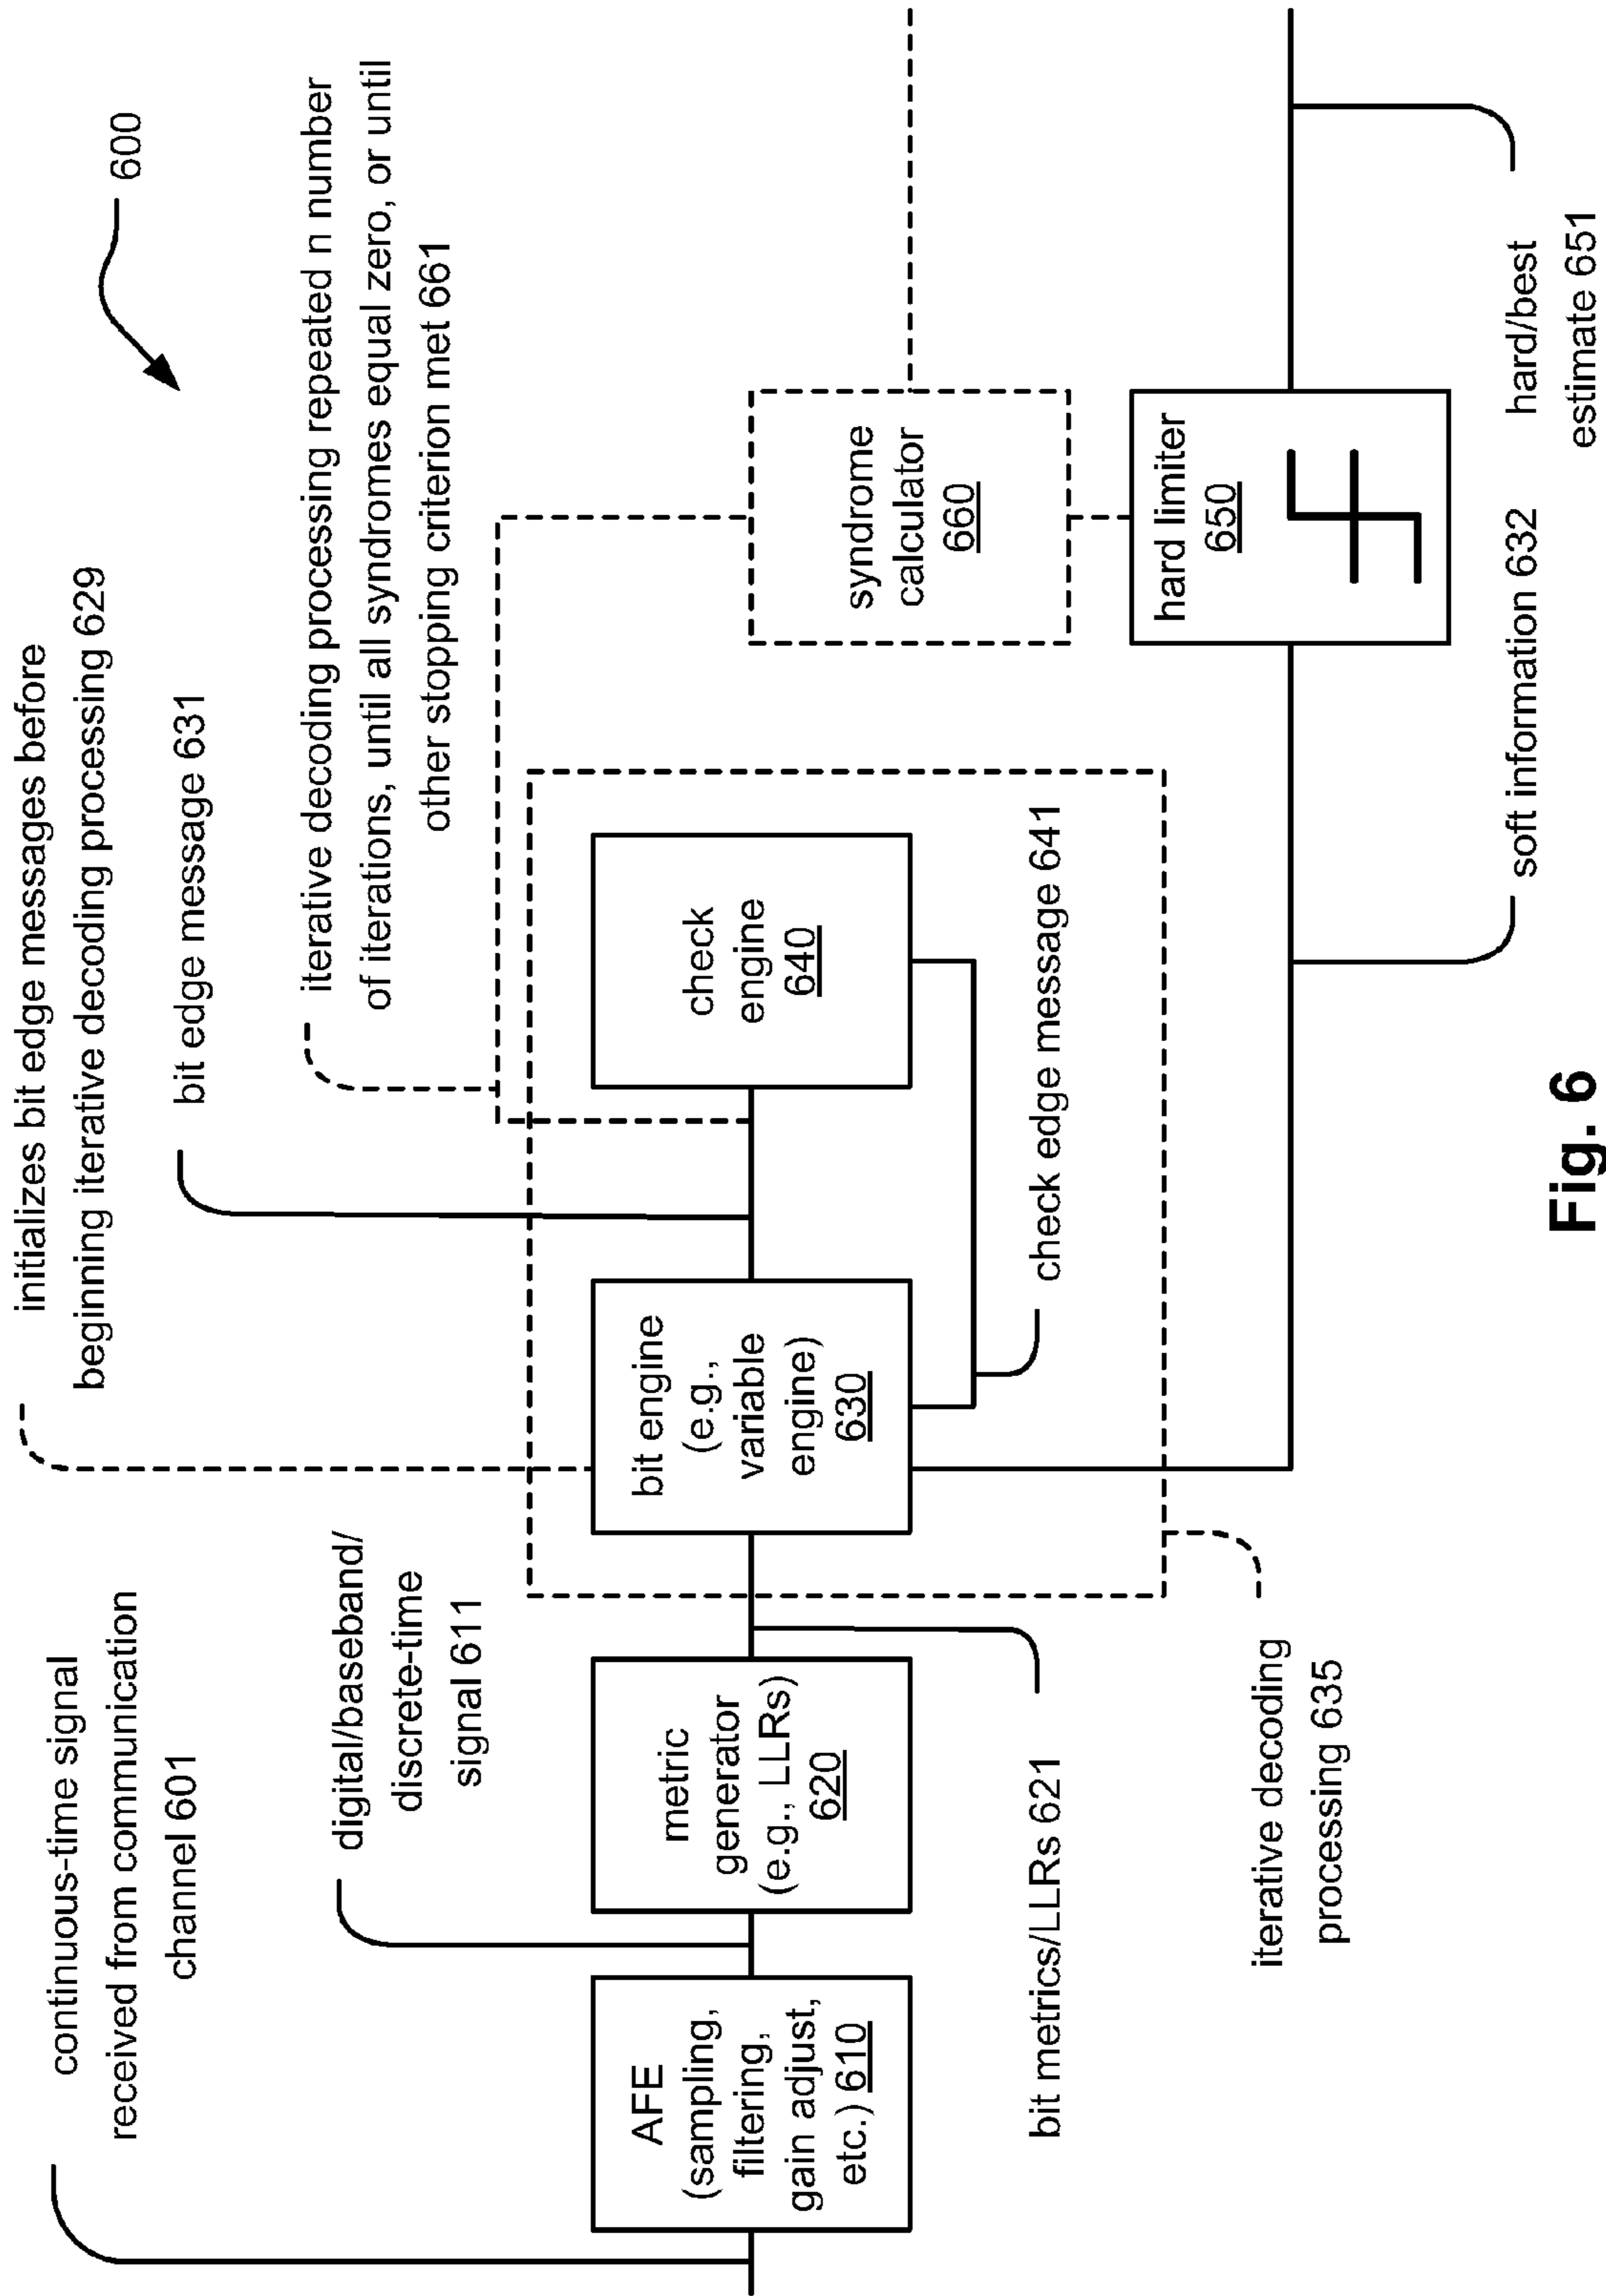 600
continuous-time signal
received from communication
channel 601
initializes bit edge messages before
beginning iterative decoding processing 629
bit edge message 631
iterative decoding processing repeated n number
of iterations, until all syndromes equal zero, or until
other stopping criterion met 661
digital/baseband/
discrete-time
signal 611
AFE
(sampling,
filtering,
gain adjust,
etc.) 610
metric
generator
(e.g., LLRs)
620
bit engine
(e.g.,
variable
engine)
630
check
engine
640
syndrome
calculator
660
bit metrics/LLRs 621
check edge message 641
hard limiter
650
iterative decoding
processing 635
soft information 632
hard/best
estimate 651
Fig. 6